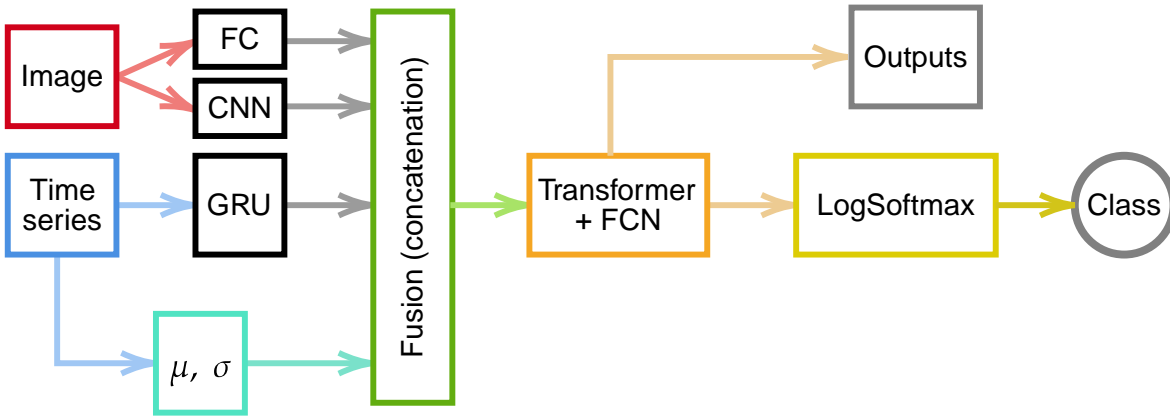 Image
FC
CNN
Time
series
GRU
μ, σ
Fusion (concatenation)
Transformer
+ FCN
Outputs
LogSoftmax
Class